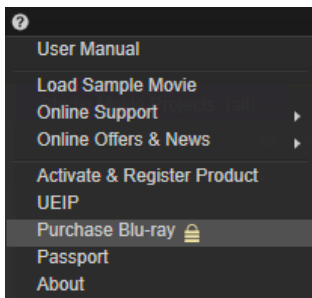 User Manual
Load Sample Movie
Online Support
Online Offers & News
Activate & Register Product
UEIP
Purchase Blu-ray
Passport
About